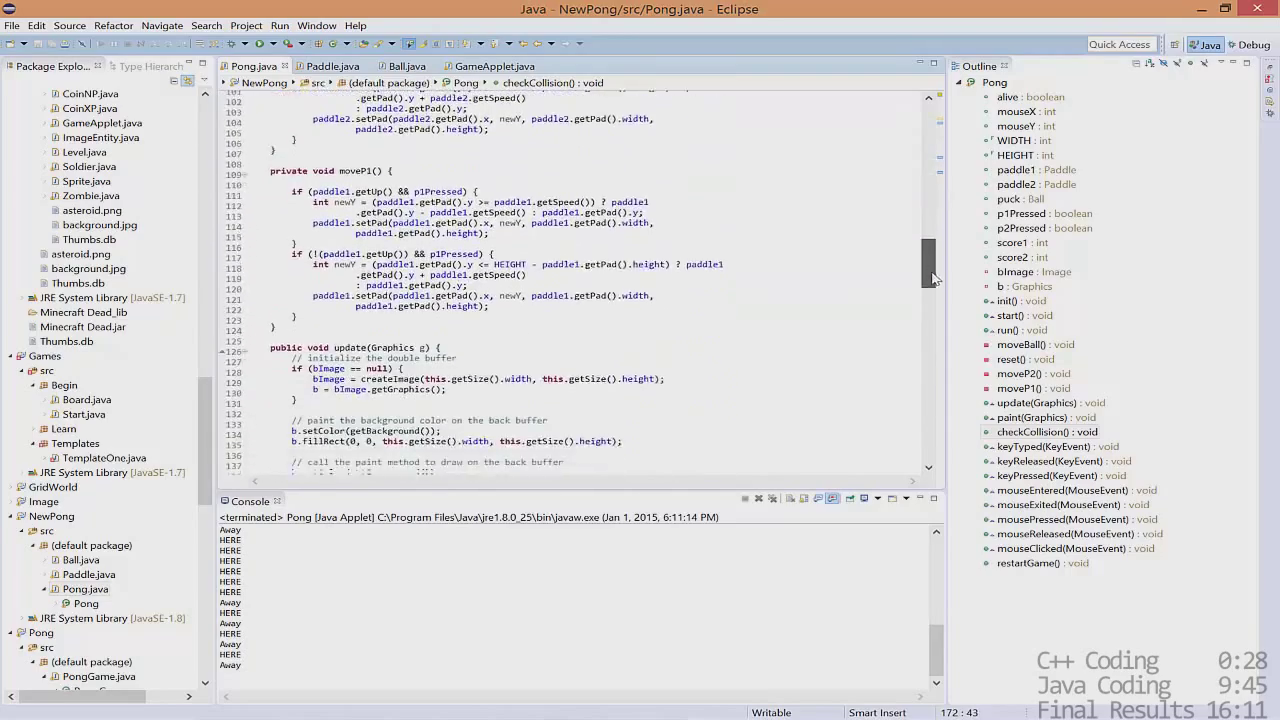 Java - NewPong/src/Pong.java - Eclipse
File Edit Source Refactor Navigate Search Project Run Window Help
Quick Access Java Debug
Package Explo... Type Hierarch
CoinNP.java
CoinXP.java
GameApplet.java
ImageEntity.java
Level.java
Soldier.java
Sprite.java
Zombie.java
asteroid.png
background.jpg
Thumbs.db
asteroid.png
background.jpg
Thumbs.db
JRE System Library [JavaSE-1.7]
Minecraft Dead_lib
Minecraft Dead.jar
Thumbs.db
Games
src
Begin
Board.java
Start.java
Learn
Templates
TemplateOne.java
JRE System Library [JavaSE-1.7]
GridWorld
Image
NewPong
src
(default package)
Ball.java
Paddle.java
Pong.java
Pong
JRE System Library [JavaSE-1.8]
Pong
src
(default package)
PongGame.java
Pong.java Paddle.java Ball.java GameApplet.java
NewPong src (default package) Pong checkCollision() : void
101
102 .getPad().y + paddle2.getSpeed()
103 : paddle2.getPad().y;
104 paddle2.setPad(paddle2.getPad().x, newY, paddle2.getPad().width,
105 paddle2.getPad().height);
106 }
107 }
108
109 private void moveP1() {
110
111 if (paddle1.getUp() && p1Pressed) {
112 int newY = (paddle1.getPad().y >= paddle1.getSpeed()) ? paddle1
113 .getPad().y - paddle1.getSpeed() : paddle1.getPad().y;
114 paddle1.setPad(paddle1.getPad().x, newY, paddle1.getPad().width,
115 paddle1.getPad().height);
116 }
117 if (!(paddle1.getUp()) && p1Pressed) {
118 int newY = (paddle1.getPad().y <= HEIGHT - paddle1.getPad().height) ? paddle1
119 .getPad().y + paddle1.getSpeed()
120 : paddle1.getPad().y;
121 paddle1.setPad(paddle1.getPad().x, newY, paddle1.getPad().width,
122 paddle1.getPad().height);
123 }
124 }
125
126 public void update(Graphics g) {
127 // initialize the double buffer
128 if (bImage == null) {
129 bImage = createImage(this.getSize().width, this.getSize().height);
130 b = bImage.getGraphics();
131 }
132
133 // paint the background color on the back buffer
134 b.setColor(getBackground());
135 b.fillRect(0, 0, this.getSize().width, this.getSize().height);
136
137 // call the paint method to draw on the back buffer
Console
<terminated> Pong [Java Applet] C:\Program Files\Java\jre1.8.0_25\bin\javaw.exe (Jan 1, 2015, 6:11:14 PM)
Away
HERE
HERE
HERE
HERE
HERE
HERE
Away
HERE
Away
HERE
Away
HERE
Away
Outline
Pong
alive : boolean
mouseX : int
mouseY : int
WIDTH : int
HEIGHT : int
paddle1 : Paddle
paddle2 : Paddle
puck : Ball
p1Pressed : boolean
p2Pressed : boolean
score1 : int
score2 : int
bImage : Image
b : Graphics
init() : void
start() : void
run() : void
moveBall() : void
reset() : void
moveP2() : void
moveP1() : void
update(Graphics) : void
paint(Graphics) : void
checkCollision() : void
keyTyped(KeyEvent) : void
keyReleased(KeyEvent) : void
keyPressed(KeyEvent) : void
mouseEntered(MouseEvent) : void
mouseExited(MouseEvent) : void
mousePressed(MouseEvent) : void
mouseReleased(MouseEvent) : void
mouseClicked(MouseEvent) : void
restartGame() : void
C++ Coding 0:28
Java Coding 9:45
Final Results 16:11
Writable Smart Insert 172 : 43